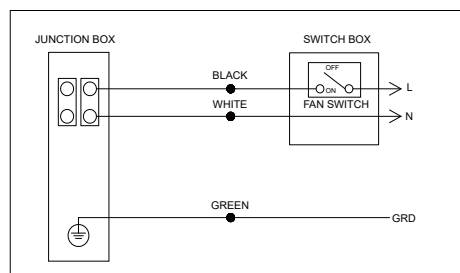 JUNCTION BOX
SWITCH BOX
OFF
BLACK
ON
L
FAN SWITCH
WHITE
N
GREEN
GRD